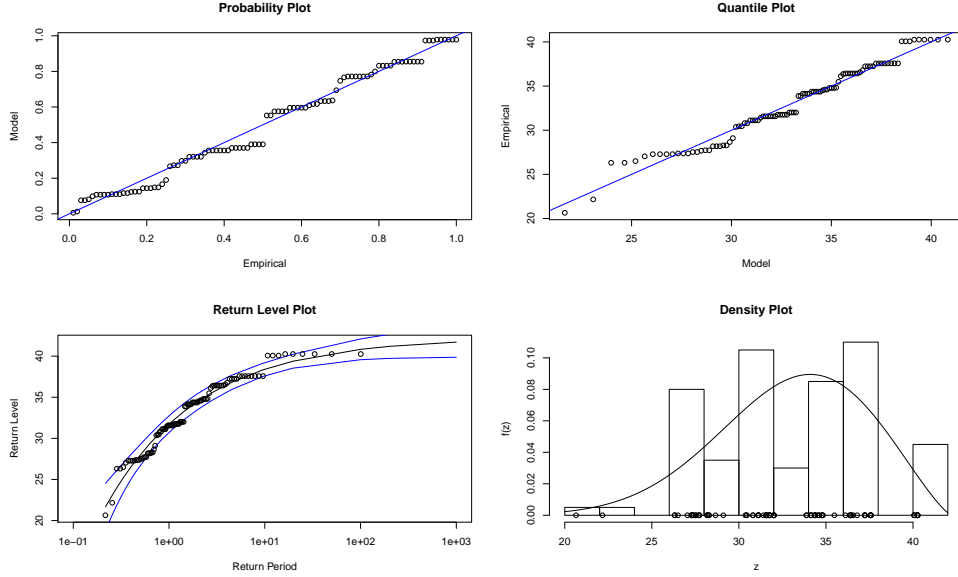 Probability Plot
Model
0.0 0.2 0.4 0.6 0.8 1.0
0.0 0.2 0.4 0.6 0.8 1.0
Empirical
Quantile Plot
Empirical
20 25 30 35 40
25 30 35 40
Model
Return Level Plot
Return Level
20 25 30 35 40
1e-01 1e+00 1e+01 1e+02 1e+03
Return Period
Density Plot
f(z)
0.00 0.02 0.04 0.06 0.08 0.10
20 25 30 35 40
z